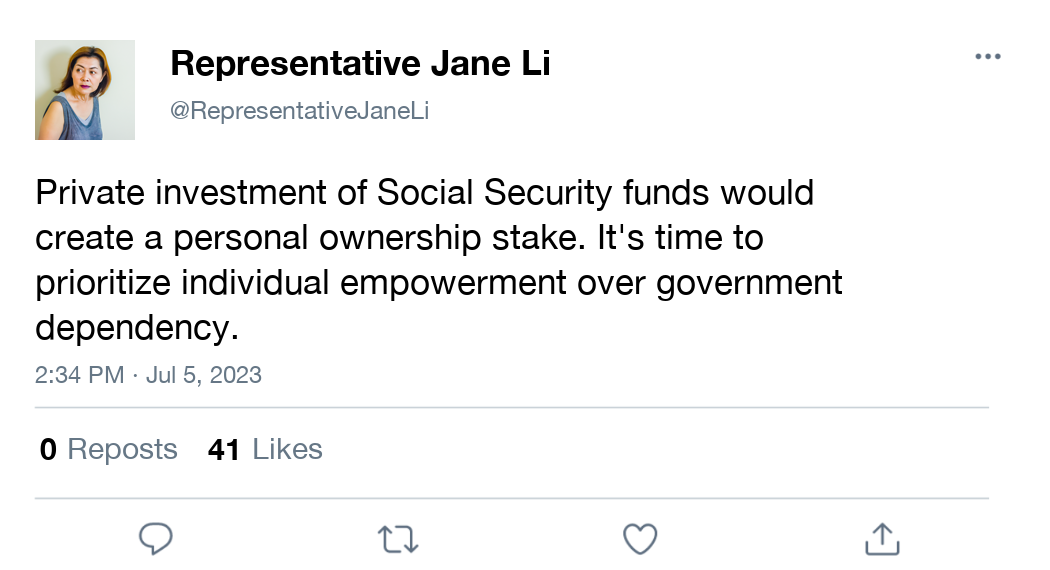 Representative Jane Li
@RepresentativeJaneLi
Private investment of Social Security funds would
create a personal ownership stake. It's time to
prioritize individual empowerment over government
dependency.
2:34 PM · Jul 5, 2023
0 Reposts 41 Likes